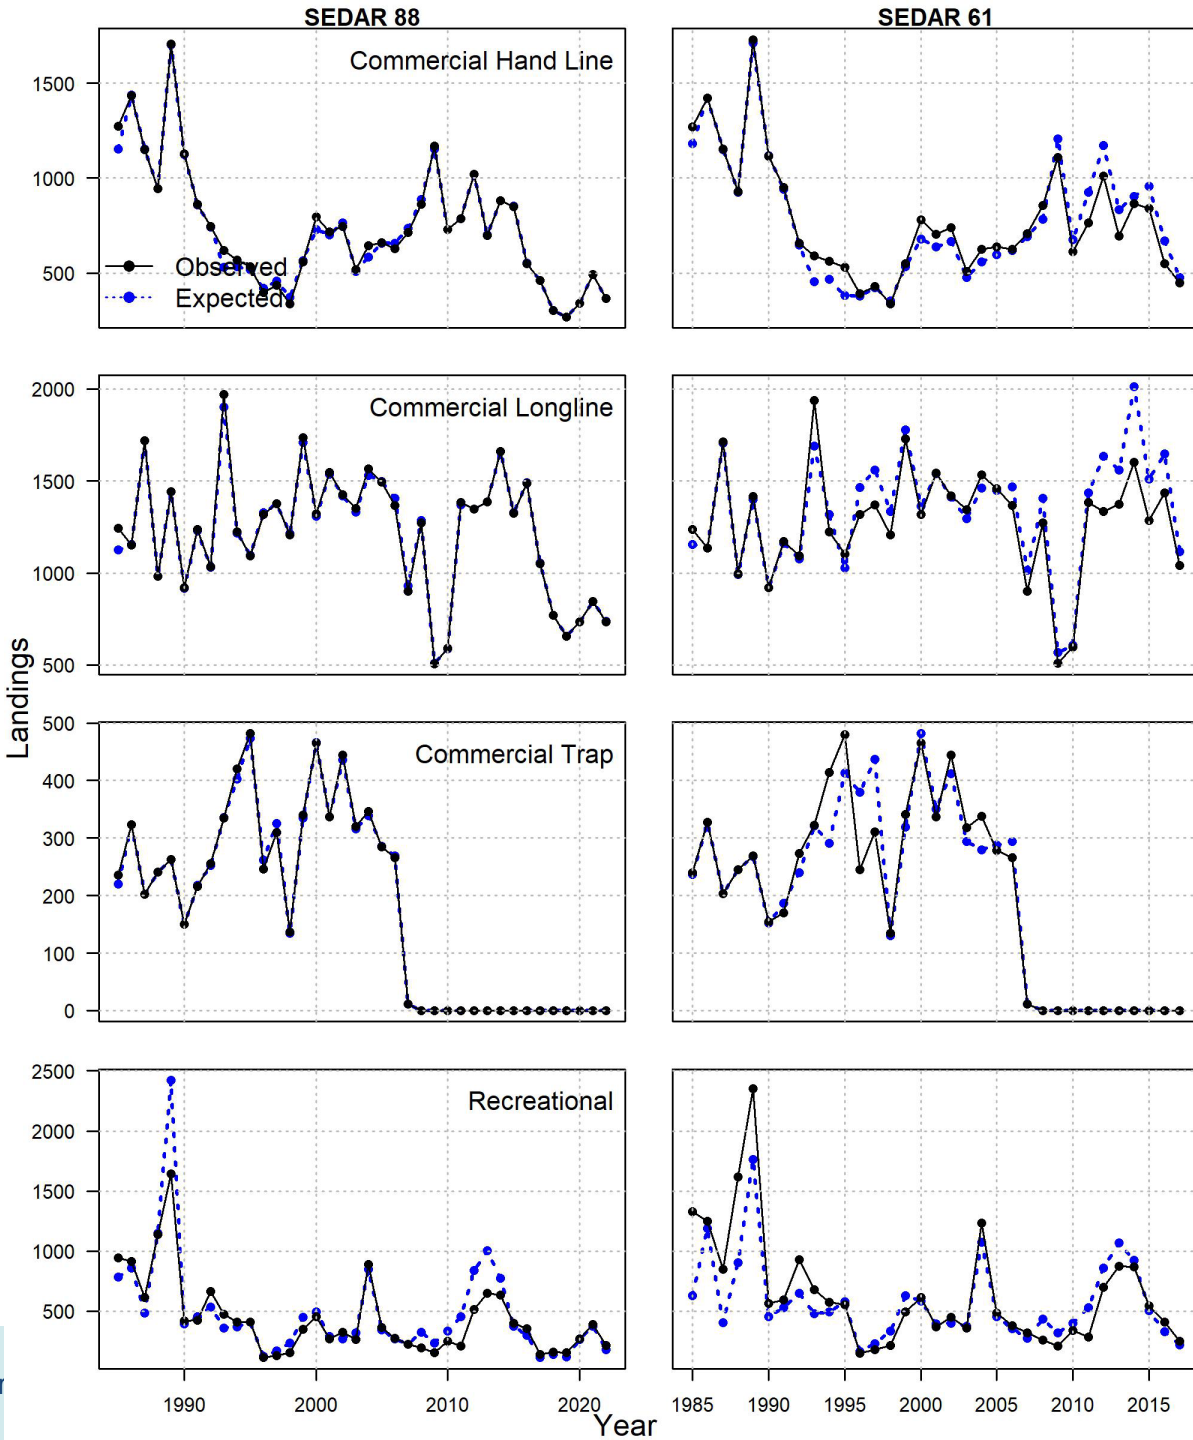 SEDAR 88
SEDAR 61
Commercial Hand Line
1500
1000
500
Observed
Expected
Commercial Longline
2000
1500
1000
500
Landings
Commercial Trap
500
400
300
200
100
0
Recreational
2500
2000
1500
1000
500
1990 2000 2010 2020
1985 1990 1995 2000 2005 2010 2015
Year